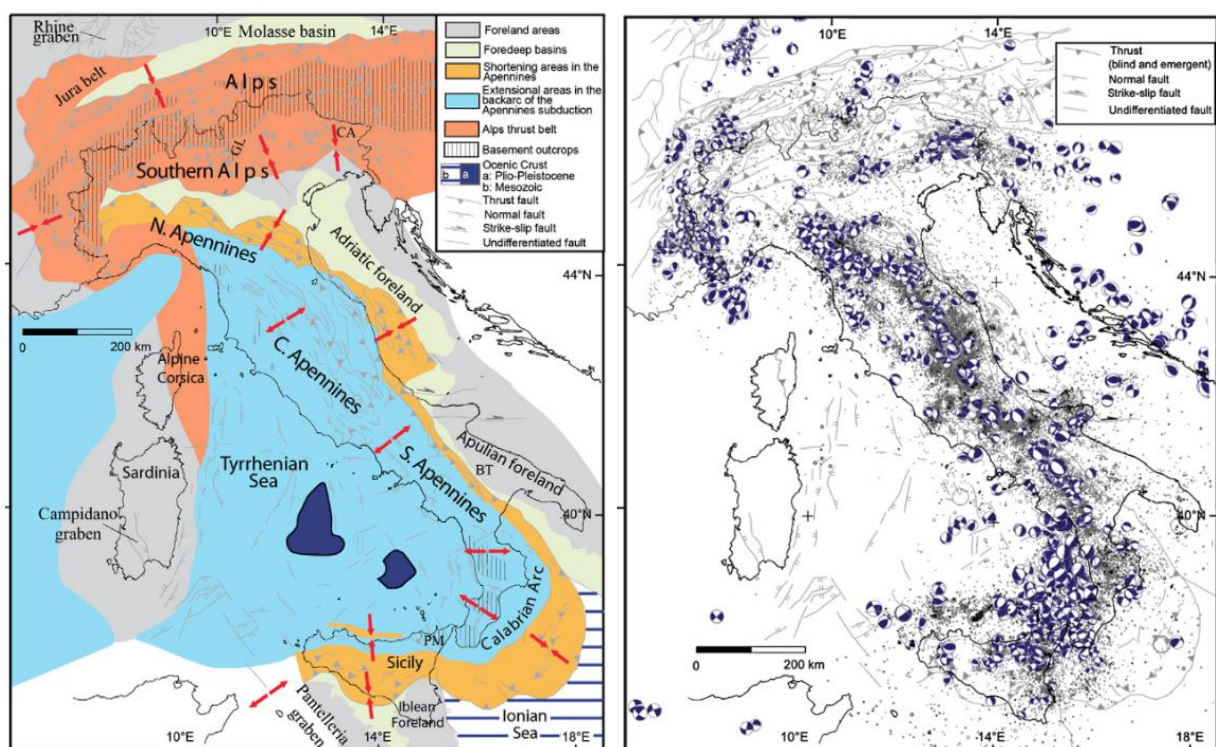 10°E
14°E
Rhine
graben
Molasse basin
Jura belt
Alps
CA
GL
Southern Alps
N. Apennines
Adriatic foreland
44°N
0
200 km
Alpine
Corsica
C. Apennines
Sardinia
Tyrrhenian
Sea
S. Apennines
Apulian foreland
BT
Campidano
graben
40°N
Calabrian Arc
PM
Sicily
Pantelleria
graben
Iblean
Foreland
Ionian
Sea
10°E
14°E
18°E
Foreland areas
Foredeep basins
Shortening areas in the
Apennines
Extensional areas in the
backarc of the
Apennines subduction
Alps thrust belt
Basement outcrops
b a
Ocenic Crust
a: Plio-Pleistocene
b: Mesozoic
Thrust fault
Normal fault
Strike-slip fault
Undifferentiated fault
10°E
14°E
Thrust
(blind and emergent)
Normal fault
Strike-slip fault
Undifferentiated fault
44°N
40°N
0
200 km
10°E
14°E
18°E